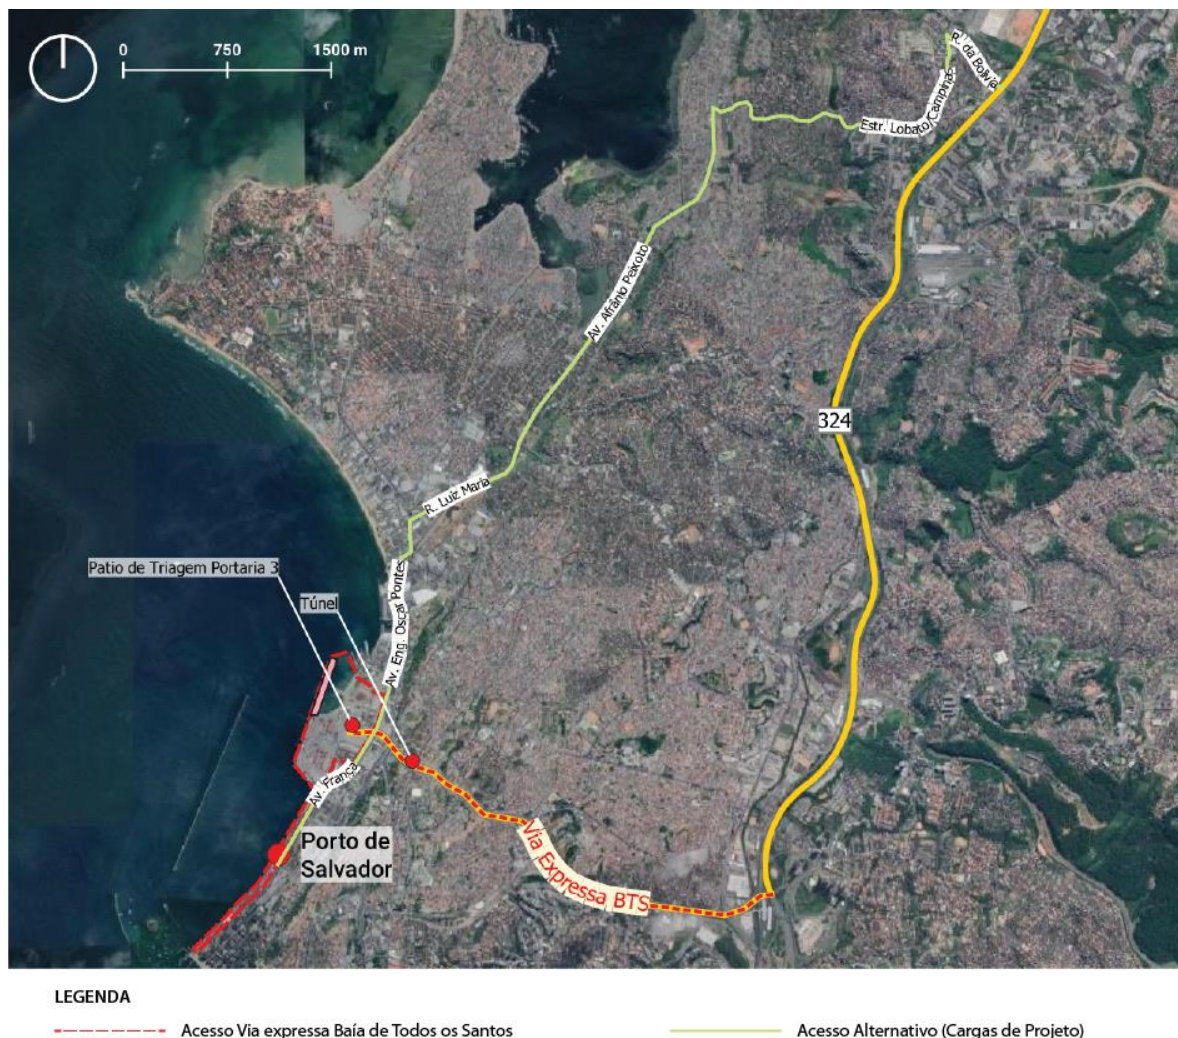 0 750 1500 m
R. da Bolivia
Estr. Lobato/Campinas
Av. Afrânio Peixoto
324
R. Luiz Maria
Patio de Triagem Portaria 3
Túnel
Av. Eng. Oscar Pontes
Av. França
Porto de
Salvador
Via Expressa BTS
LEGENDA
Acesso Via expressa Baía de Todos os Santos
Acesso Alternativo (Cargas de Projeto)